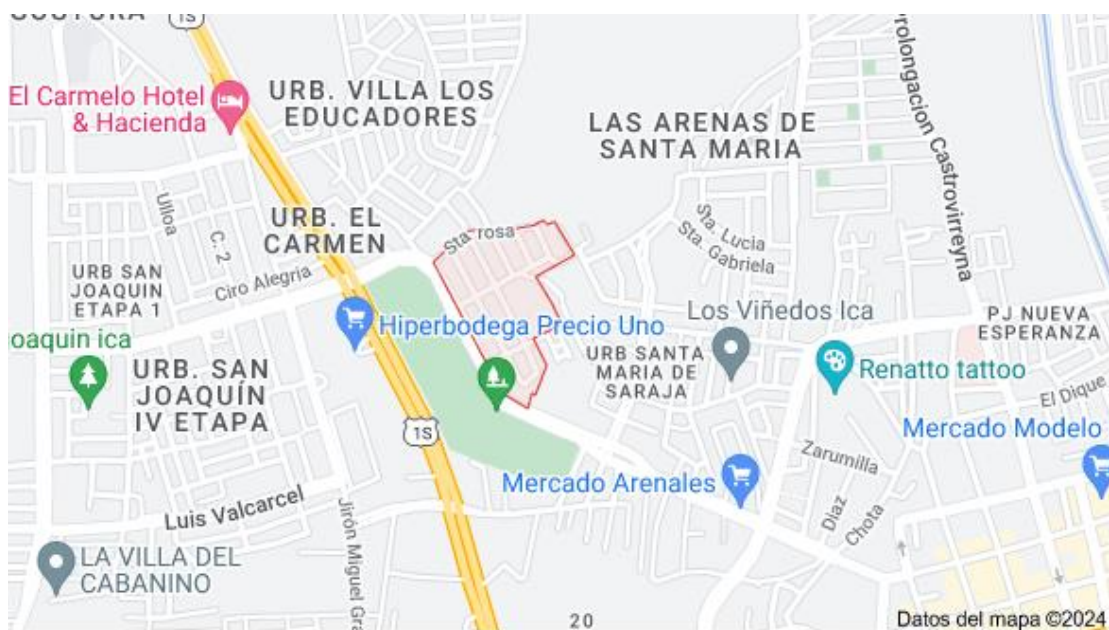 1S
El Carmelo Hotel
& Hacienda
URB. VILLA LOS
EDUCADORES
LAS ARENAS DE
SANTA MARIA
Prolongacion Castrovirreyna
Ulloa
C. 2
URB. EL
CARMEN
Sta. rosa
Sta. Lucia
Sta. Gabriela
URB SAN
JOAQUIN
ETAPA 1
Ciro Alegria
Los Viñedos Ica
PJ NUEVA
ESPERANZA
oaquin ica
Hiperbodega Precio Uno
URB SANTA
MARIA DE
SARAJA
Renatto tattoo
URB. SAN
JOAQUÍN
IV ETAPA
El Dique
1S
Mercado Modelo
Zarumilla
Mercado Arenales
Luis Valcarcel
Jirón Miguel Gra
Diaz
Chota
LA VILLA DEL
CABANINO
20
Datos del mapa ©2024